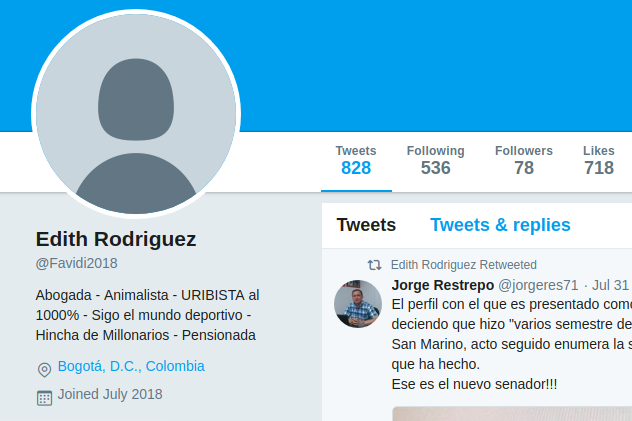 Tweets Following Followers Likes
828 536 78 718
Edith Rodriguez
@Favidi2018
Abogada - Animalista - URIBISTA al
1000% - Sigo el mundo deportivo -
Hincha de Millonarios - Pensionada
Bogotá, D.C., Colombia
Joined July 2018
Tweets Tweets & replies
Edith Rodriguez Retweeted
Jorge Restrepo @jorgeres71 · Jul 31
El perfil con el que es presentado como
deciendo que hizo "varios semestre de
San Marino, acto seguido enumera la s
que ha hecho.
Ese es el nuevo senador!!!